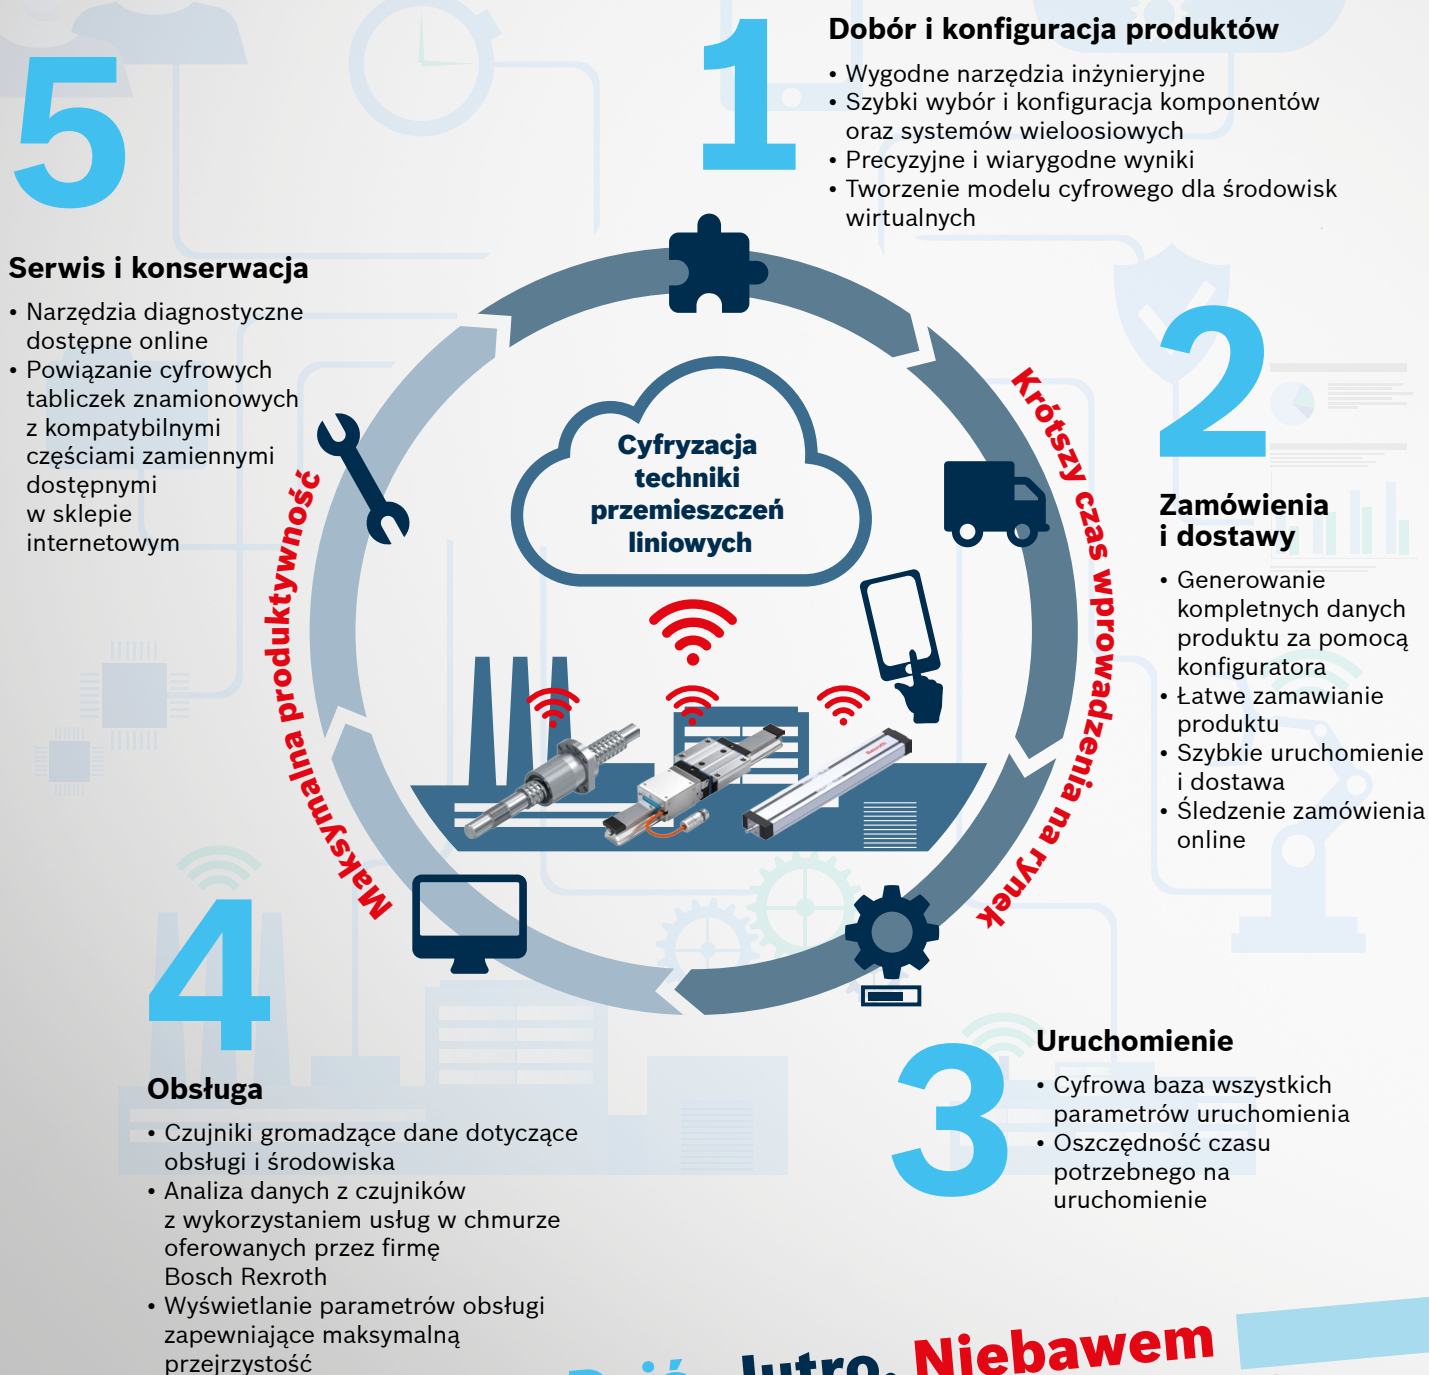 1
Dobór i konfiguracja produktów
• Wygodne narzędzia inżynieryjne
• Szybki wybór i konfiguracja komponentów
oraz systemów wieloosiowych
• Precyzyjne i wiarygodne wyniki
• Tworzenie modelu cyfrowego dla środowisk
wirtualnych
2
Zamówienia
i dostawy
• Generowanie
kompletnych danych
produktu za pomocą
konfiguratora
• Łatwe zamawianie
produktu
• Szybkie uruchomienie
i dostawa
• Śledzenie zamówienia
online
3
Uruchomienie
• Cyfrowa baza wszystkich
parametrów uruchomienia
• Oszczędność czasu
potrzebnego na
uruchomienie
4
Obsługa
• Czujniki gromadzące dane dotyczące
obsługi i środowiska
• Analiza danych z czujników
z wykorzystaniem usług w chmurze
oferowanych przez firmę
Bosch Rexroth
• Wyświetlanie parametrów obsługi
zapewniające maksymalną
przejrzystość
5
Serwis i konserwacja
• Narzędzia diagnostyczne
dostępne online
• Powiązanie cyfrowych
tabliczek znamionowych
z kompatybilnymi
częściami zamiennymi
dostępnymi
w sklepie
internetowym
Cyfryzacja
techniki
przemieszczeń
liniowych
Krótszy czas wprowadzenia na rynek
Maksymalna produktywność
Rexroth
Jutro. Niebawem